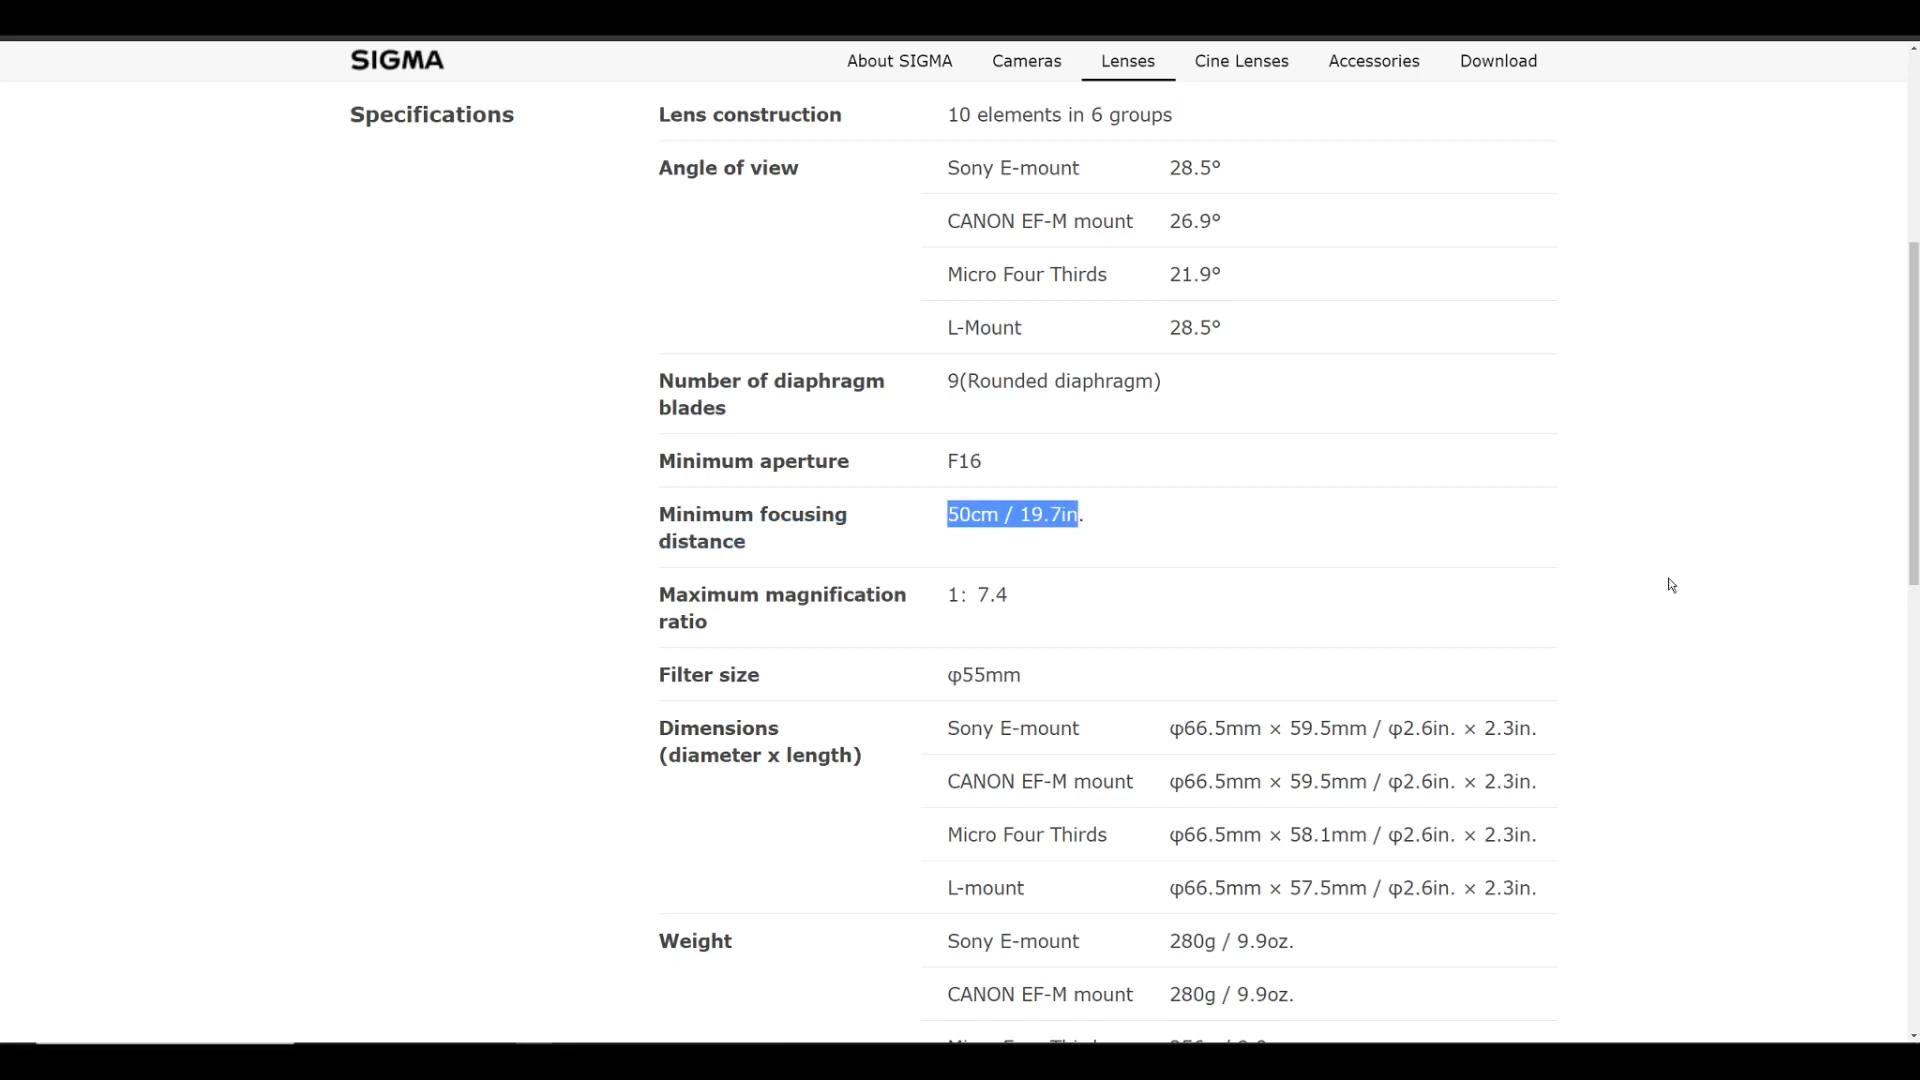 SIGMA
About SIGMA Cameras Lenses Cine Lenses Accessories Download
Specifications
Lens construction 10 elements in 6 groups
Angle of view Sony E-mount 28.5°
CANON EF-M mount 26.9°
Micro Four Thirds 21.9°
L-Mount 28.5°
Number of diaphragm 9(Rounded diaphragm)
blades
Minimum aperture F16
Minimum focusing 50cm / 19.7in.
distance
Maximum magnification 1: 7.4
ratio
Filter size φ55mm
Dimensions Sony E-mount φ66.5mm × 59.5mm / φ2.6in. × 2.3in.
(diameter x length)
CANON EF-M mount φ66.5mm × 59.5mm / φ2.6in. × 2.3in.
Micro Four Thirds φ66.5mm × 58.1mm / φ2.6in. × 2.3in.
L-mount φ66.5mm × 57.5mm / φ2.6in. × 2.3in.
Weight Sony E-mount 280g / 9.9oz.
CANON EF-M mount 280g / 9.9oz.